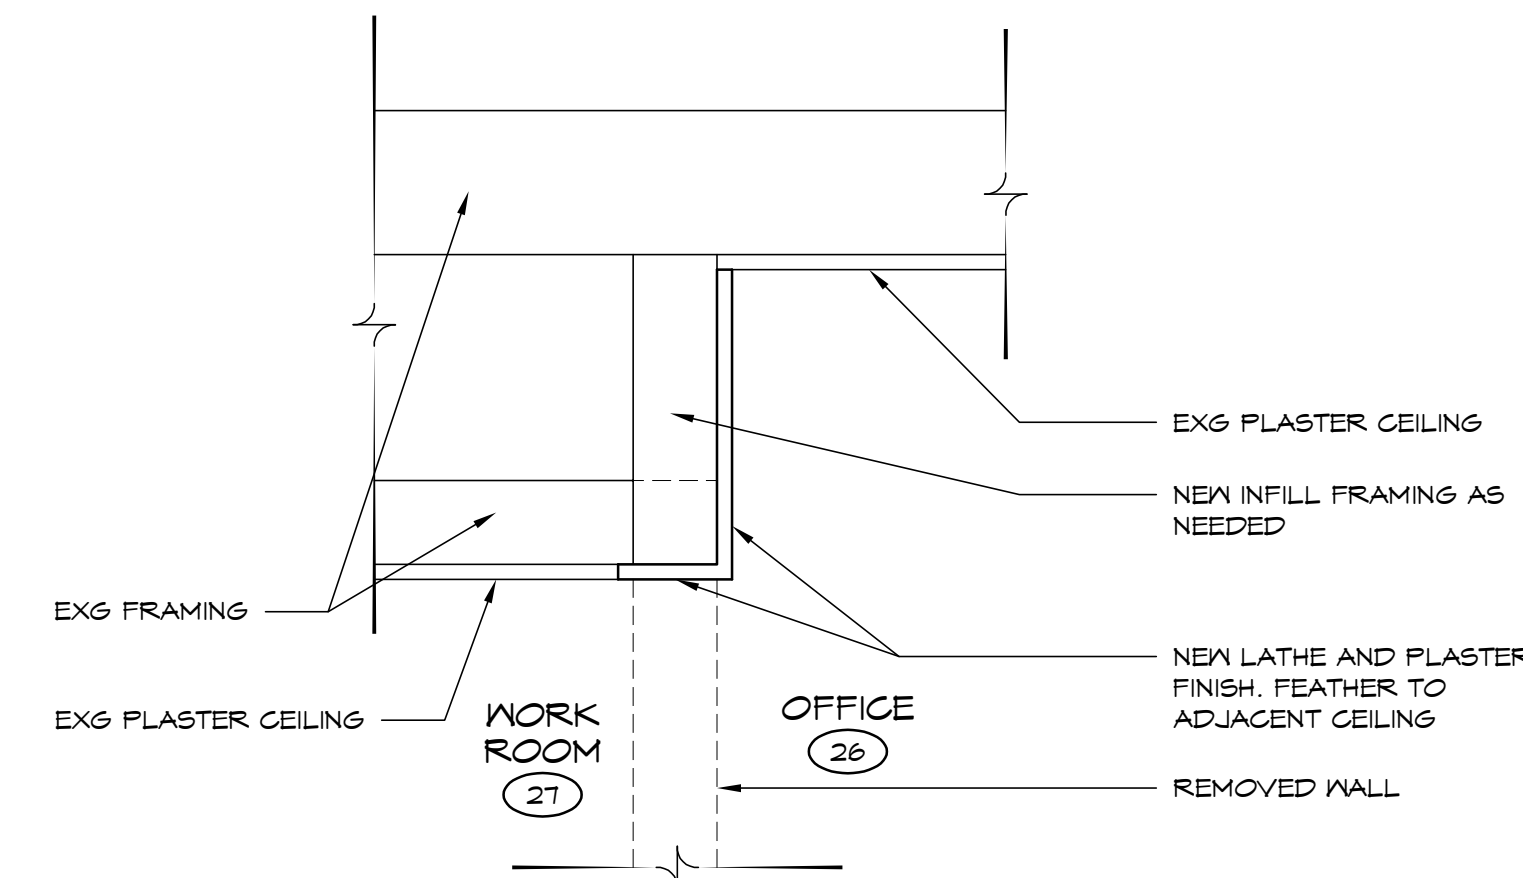 EXG PLASTER CEILING
NEW INFILL FRAMING AS
NEEDED
EXG FRAMING
NEW LATHE AND PLASTER
FINISH. FEATHER TO
ADJACENT CEILING
EXG PLASTER CEILING
WORK
ROOM
27
OFFICE
26
REMOVED WALL